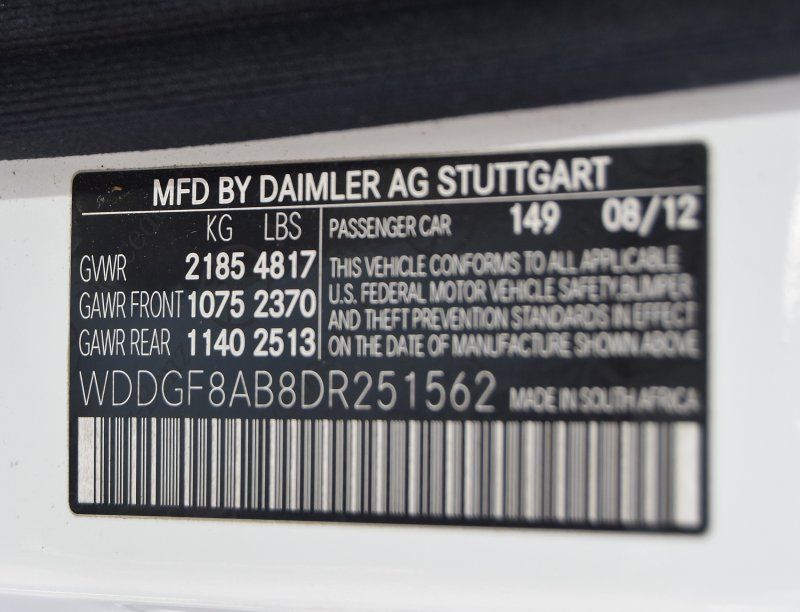 MFD BY DAIMLER AG STUTTGART
KG LBS
GVWR 2185 4817
GAWR FRONT 1075 2370
GAWR REAR 1140 2513
PASSENGER CAR 149 08/12
THIS VEHICLE CONFORMS TO ALL APPLICABLE
U.S. FEDERAL MOTOR VEHICLE SAFETY,BUMPER
AND THEFT PREVENTION STANDARDS IN EFFECT
ON THE DATE OF MANUFACTURE SHOWN ABOVE
WDDGF8AB8DR251562 MADE IN SOUTH AFRICA